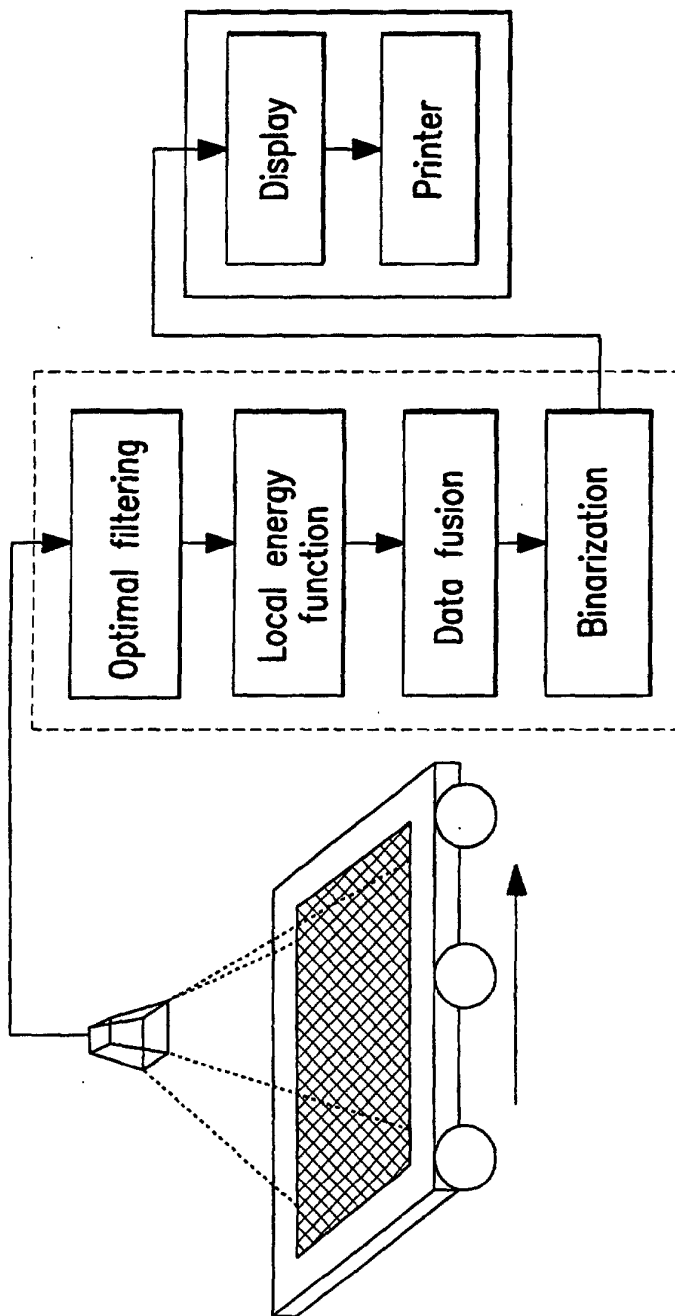 Optimal filtering
Local energy
function
Data fusion
Binarization
Display
Printer